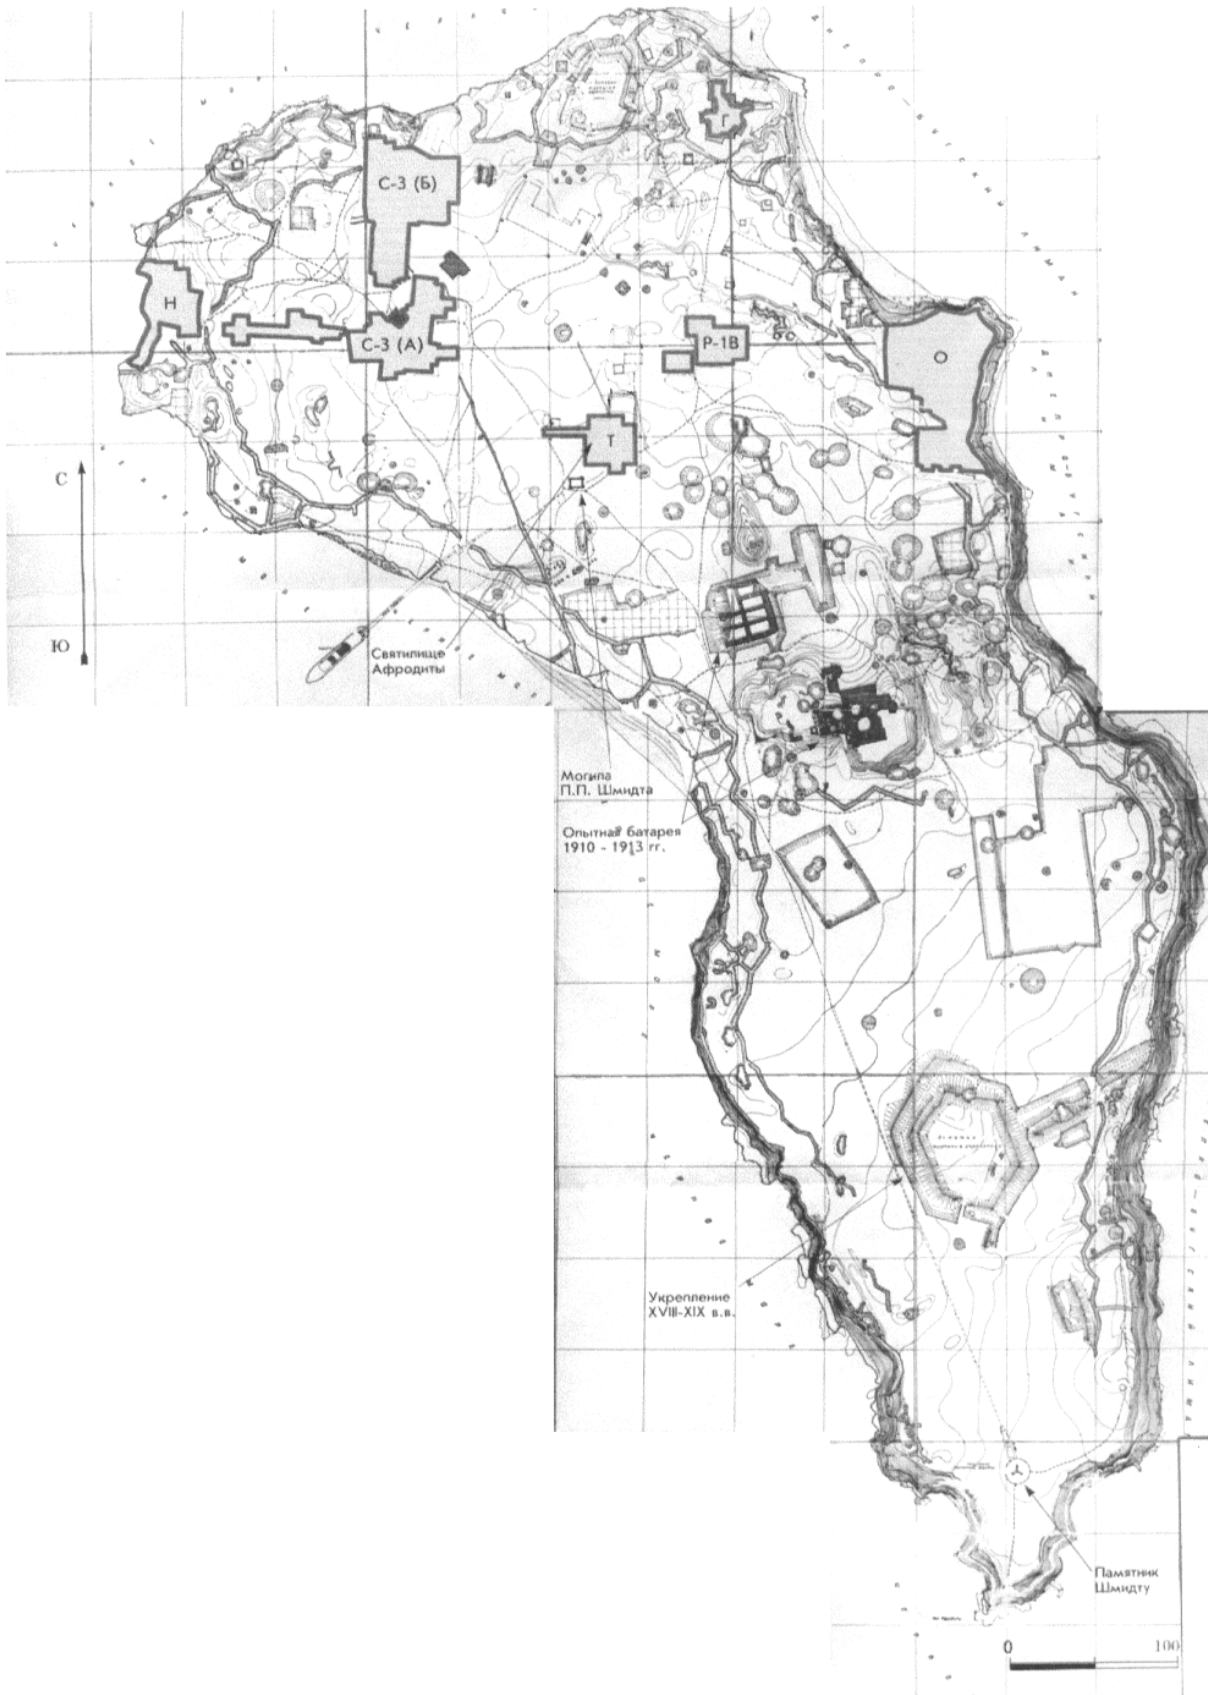 Г
С-3 (Б)
Н
С-3 (А)
Р-1В
О
Т
С
Ю
Святилище
Афродиты
Могила
П.П. Шмидта
Опытная батарея
1910 - 1913 гг.
Укрепление
XVIII-XIX в.в.
Памятник
Шмидту
0 100